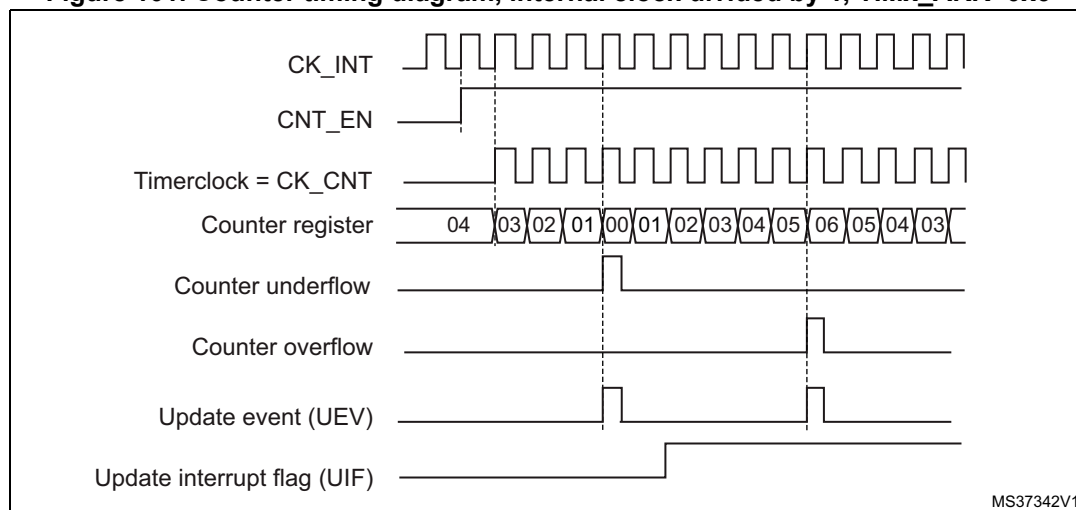 CK_INT
CNT_EN
Timerclock = CK_CNT
Counter register 04 03 02 01 00 01 02 03 04 05 06 05 04 03
Counter underflow
Counter overflow
Update event (UEV)
Update interrupt flag (UIF)
MS37342V1